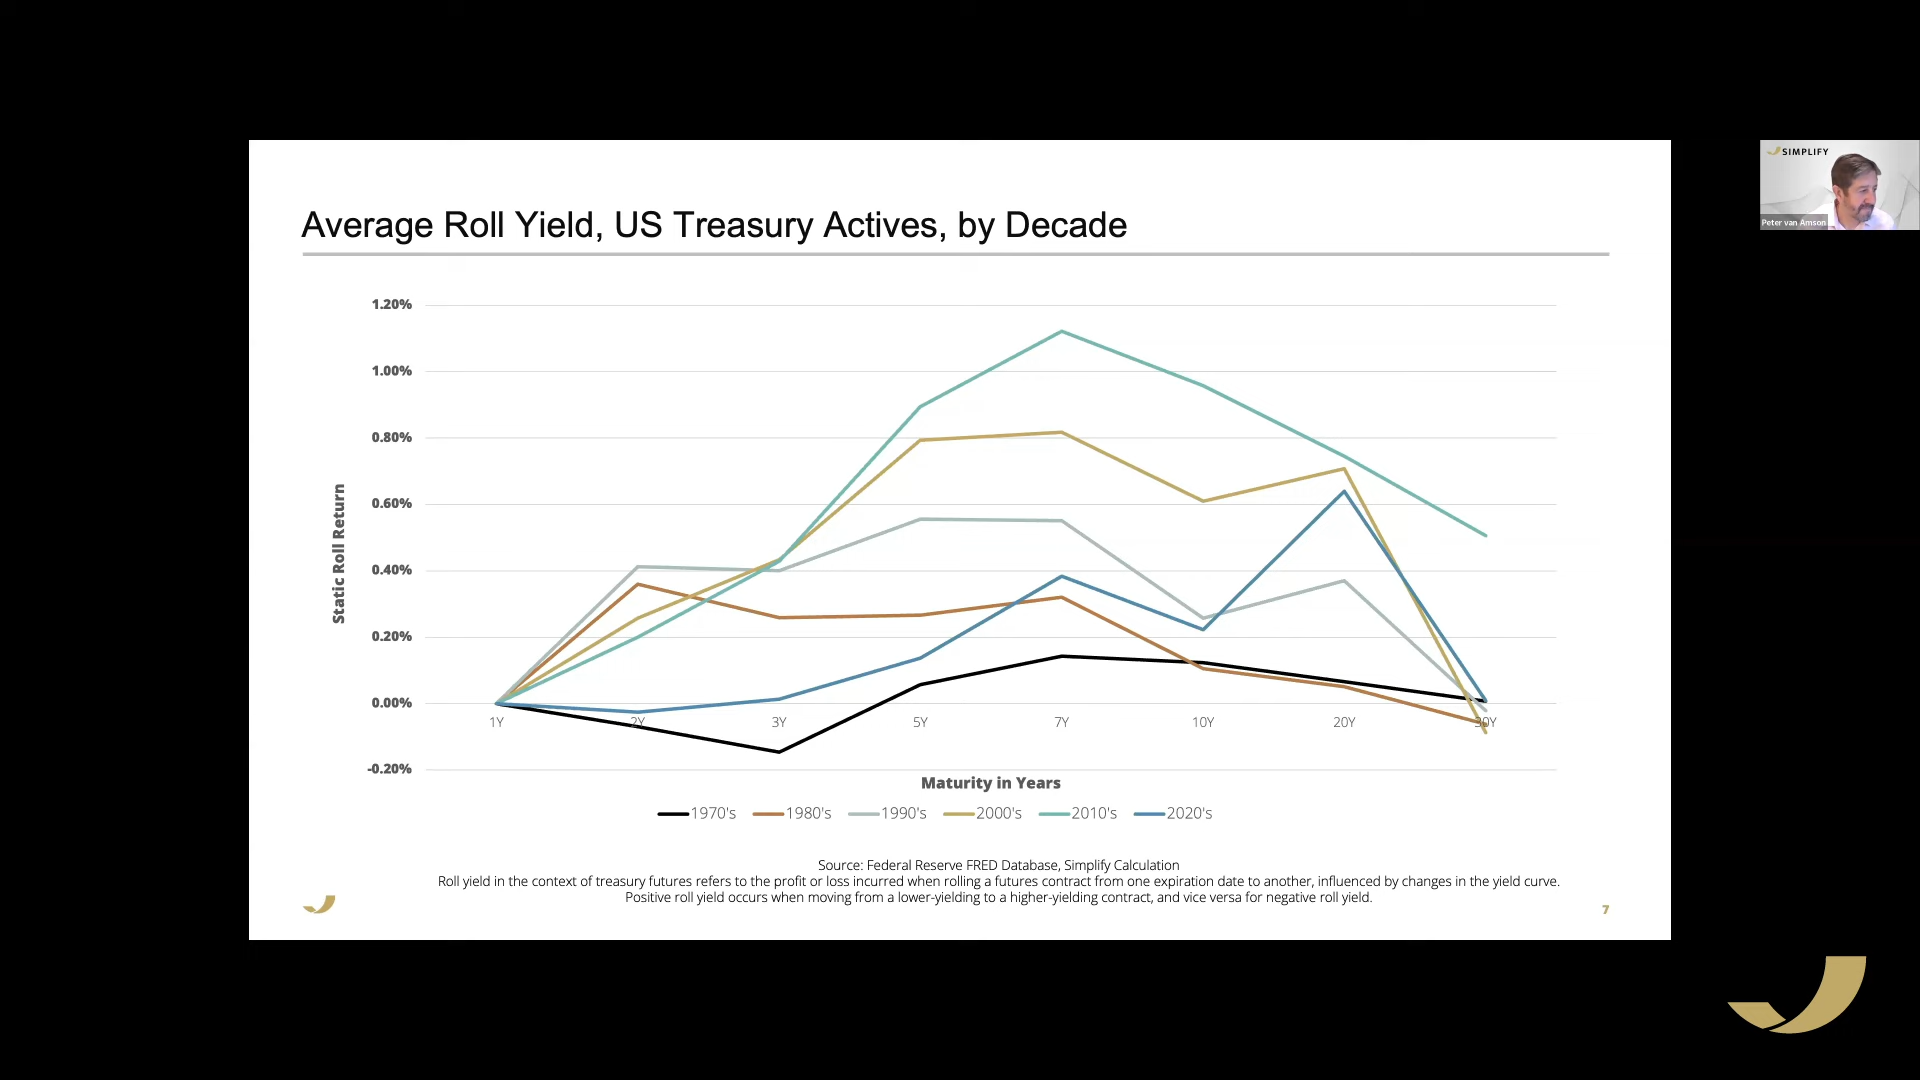 SIMPLIFY
Peter van Amson
Average Roll Yield, US Treasury Actives, by Decade
1.20%
1.00%
0.80%
0.60%
0.40%
0.20%
0.00%
-0.20%
Static Roll Return
1Y 2Y 3Y 5Y 7Y 10Y 20Y 30Y
Maturity in Years
1970's 1980's 1990's 2000's 2010's 2020's
Source: Federal Reserve FRED Database, Simplify Calculation
Roll yield in the context of treasury futures refers to the profit or loss incurred when rolling a futures contract from one expiration date to another, influenced by changes in the yield curve.
Positive roll yield occurs when moving from a lower-yielding to a higher-yielding contract, and vice versa for negative roll yield.
7